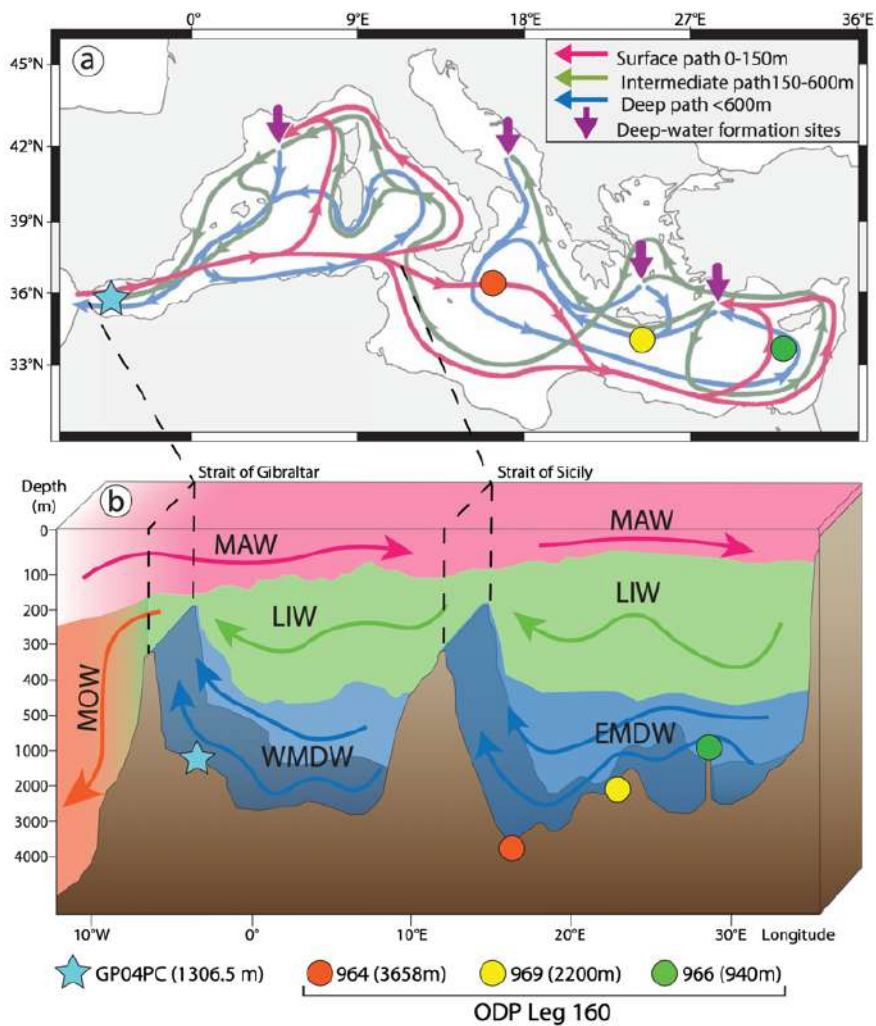 0° 9°E 18°E 27°E 36°E
a
45°N
42°N
39°N
36°N
33°N
Surface path 0-150m
Intermediate path150-600m
Deep path <600m
Deep-water formation sites
Strait of Gibraltar
Strait of Sicily
Depth
(m)
b
0
100
200
300
400
500
1000
2000
3000
4000
MAW
MAW
LIW
LIW
MOW
WMDW
EMDW
10°W 0° 10°E 20°E 30°E Longitude
GP04PC (1306.5 m) 964 (3658m) 969 (2200m) 966 (940m)
ODP Leg 160